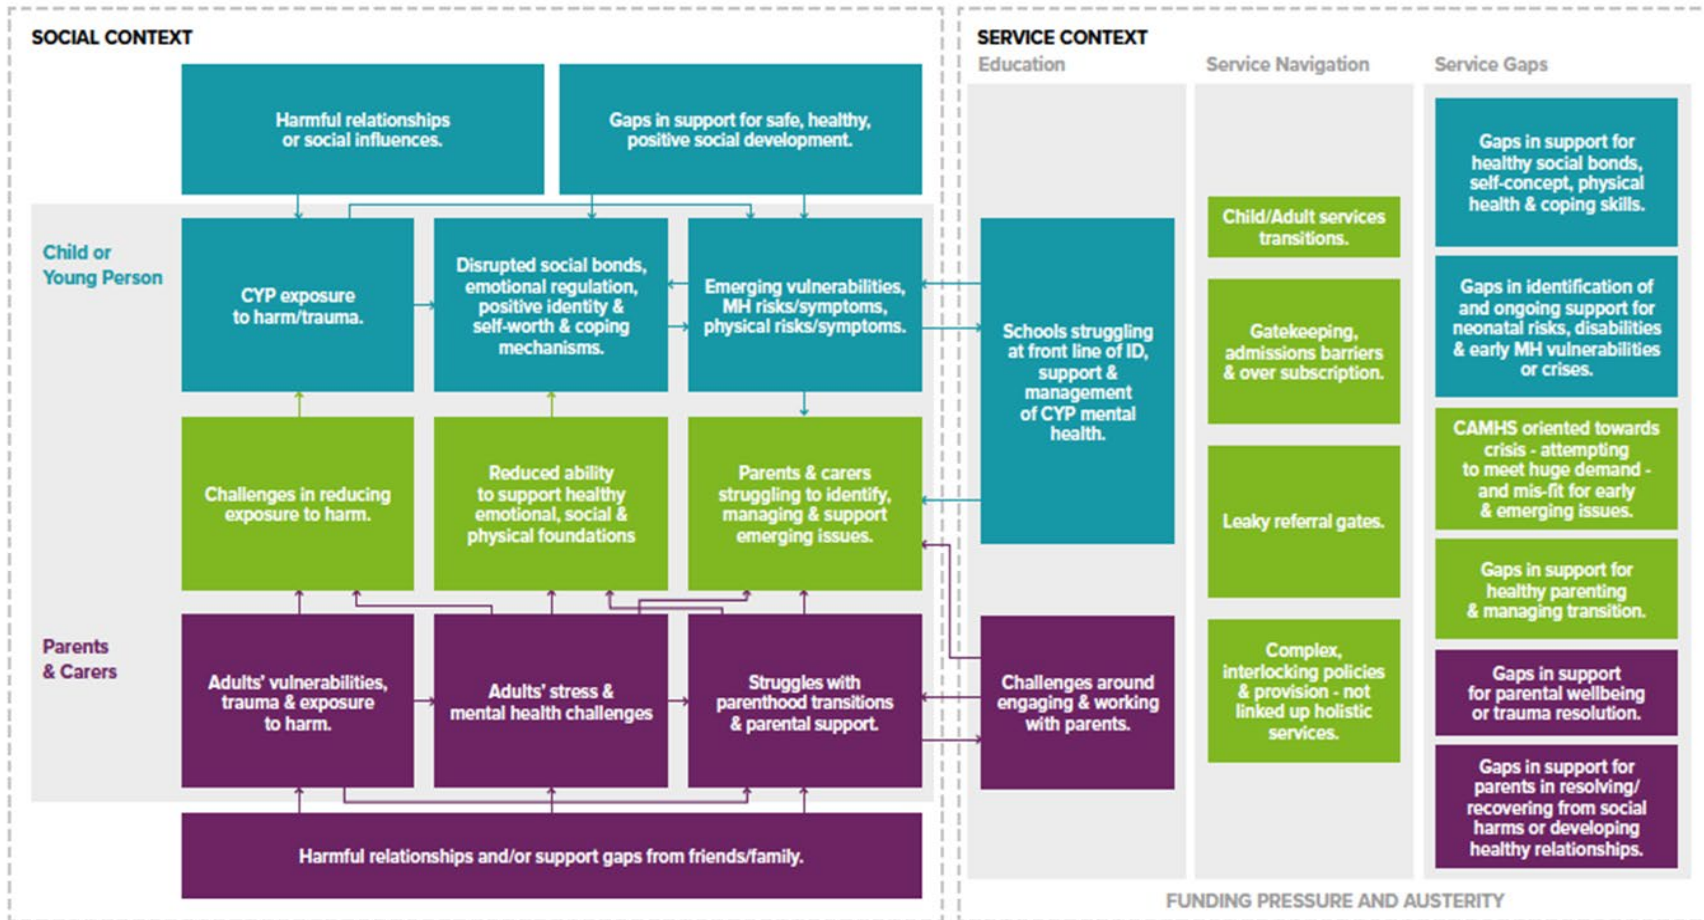 SOCIAL CONTEXT
Harmful relationships
or social influences.
Gaps in support for safe, healthy,
positive social development.
Child or
Young Person
CYP exposure
to harm/trauma.
Disrupted social bonds,
emotional regulation,
positive identity &
self-worth & coping
mechanisms.
Emerging vulnerabilities,
MH risks/symptoms,
physical risks/symptoms.
Challenges in reducing
exposure to harm.
Reduced ability
to support healthy
emotional, social &
physical foundations
Parents & carers
struggling to identify,
managing & support
emerging issues.
Parents
& Carers
Adults' vulnerabilities,
trauma & exposure
to harm.
Adults' stress &
mental health challenges
Struggles with
parenthood transitions
& parental support.
Harmful relationships and/or support gaps from friends/family.
SERVICE CONTEXT
Education
Schools struggling
at front line of ID,
support &
management
of CYP mental
health.
Challenges around
engaging & working
with parents.
Service Navigation
Child/Adult services
transitions.
Gatekeeping,
admissions barriers
& over subscription.
Leaky referral gates.
Complex,
interlocking policies
& provision - not
linked up holistic
services.
Service Gaps
Gaps in support for
healthy social bonds,
self-concept, physical
health & coping skills.
Gaps in identification of
and ongoing support for
neonatal risks, disabilities
& early MH vulnerabilities
or crises.
CAMHS oriented towards
crisis - attempting
to meet huge demand -
and mis-fit for early
& emerging issues.
Gaps in support for
healthy parenting
& managing transition.
Gaps in support
for parental wellbeing
or trauma resolution.
Gaps in support for
parents in resolving/
recovering from social
harms or developing
healthy relationships.
FUNDING PRESSURE AND AUSTERITY